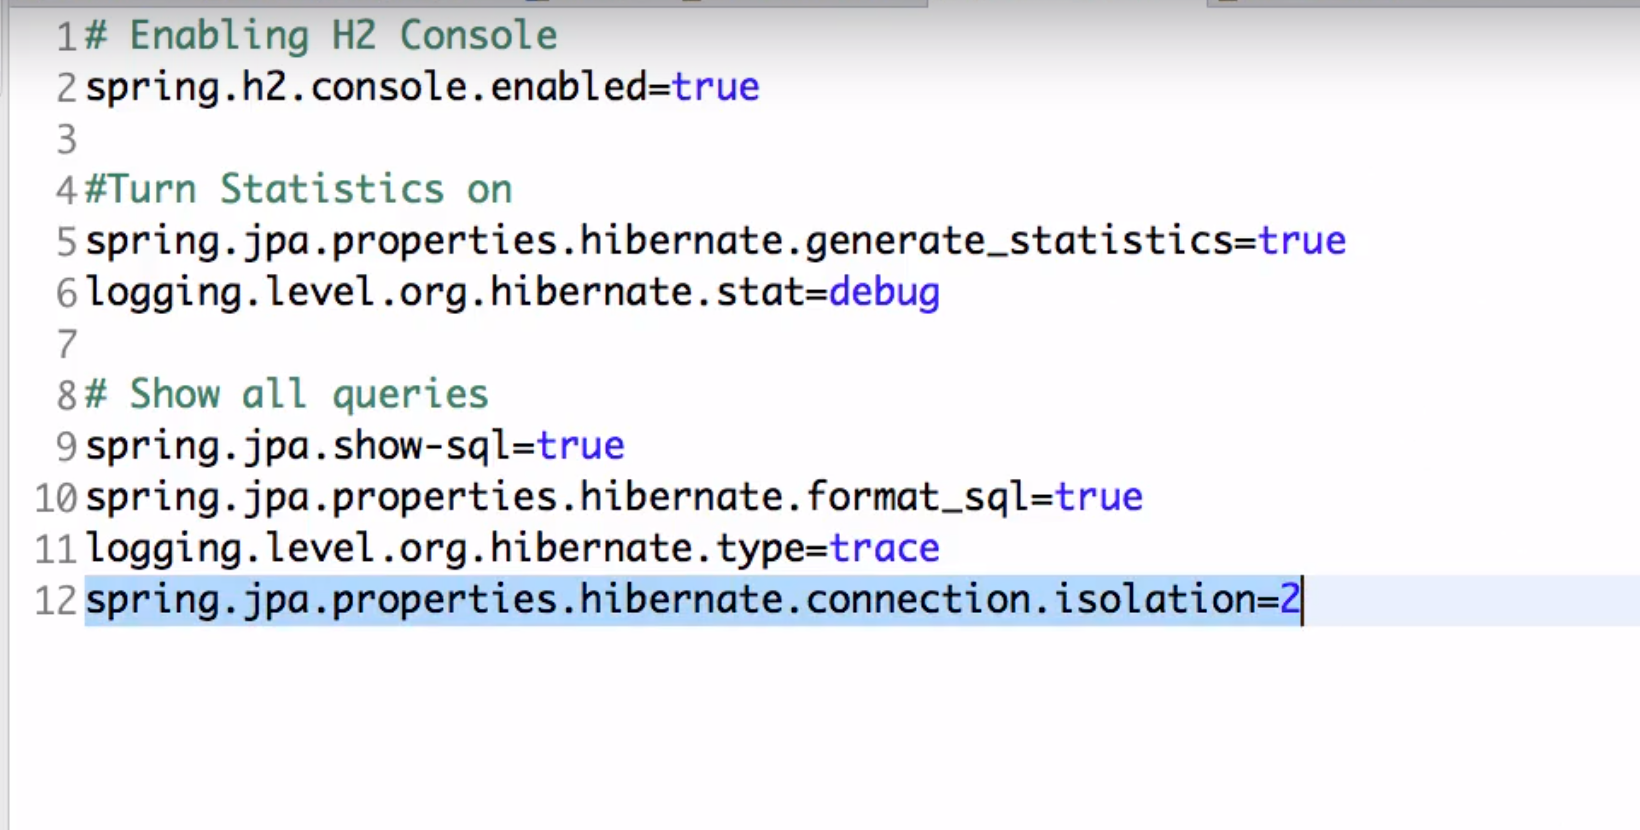 1 # Enabling H2 Console
2 spring.h2.console.enabled=true
3
4 #Turn Statistics on
5 spring.jpa.properties.hibernate.generate_statistics=true
6 logging.level.org.hibernate.stat=debug
7
8 # Show all queries
9 spring.jpa.show-sql=true
10 spring.jpa.properties.hibernate.format_sql=true
11 logging.level.org.hibernate.type=trace
12 spring.jpa.properties.hibernate.connection.isolation=2